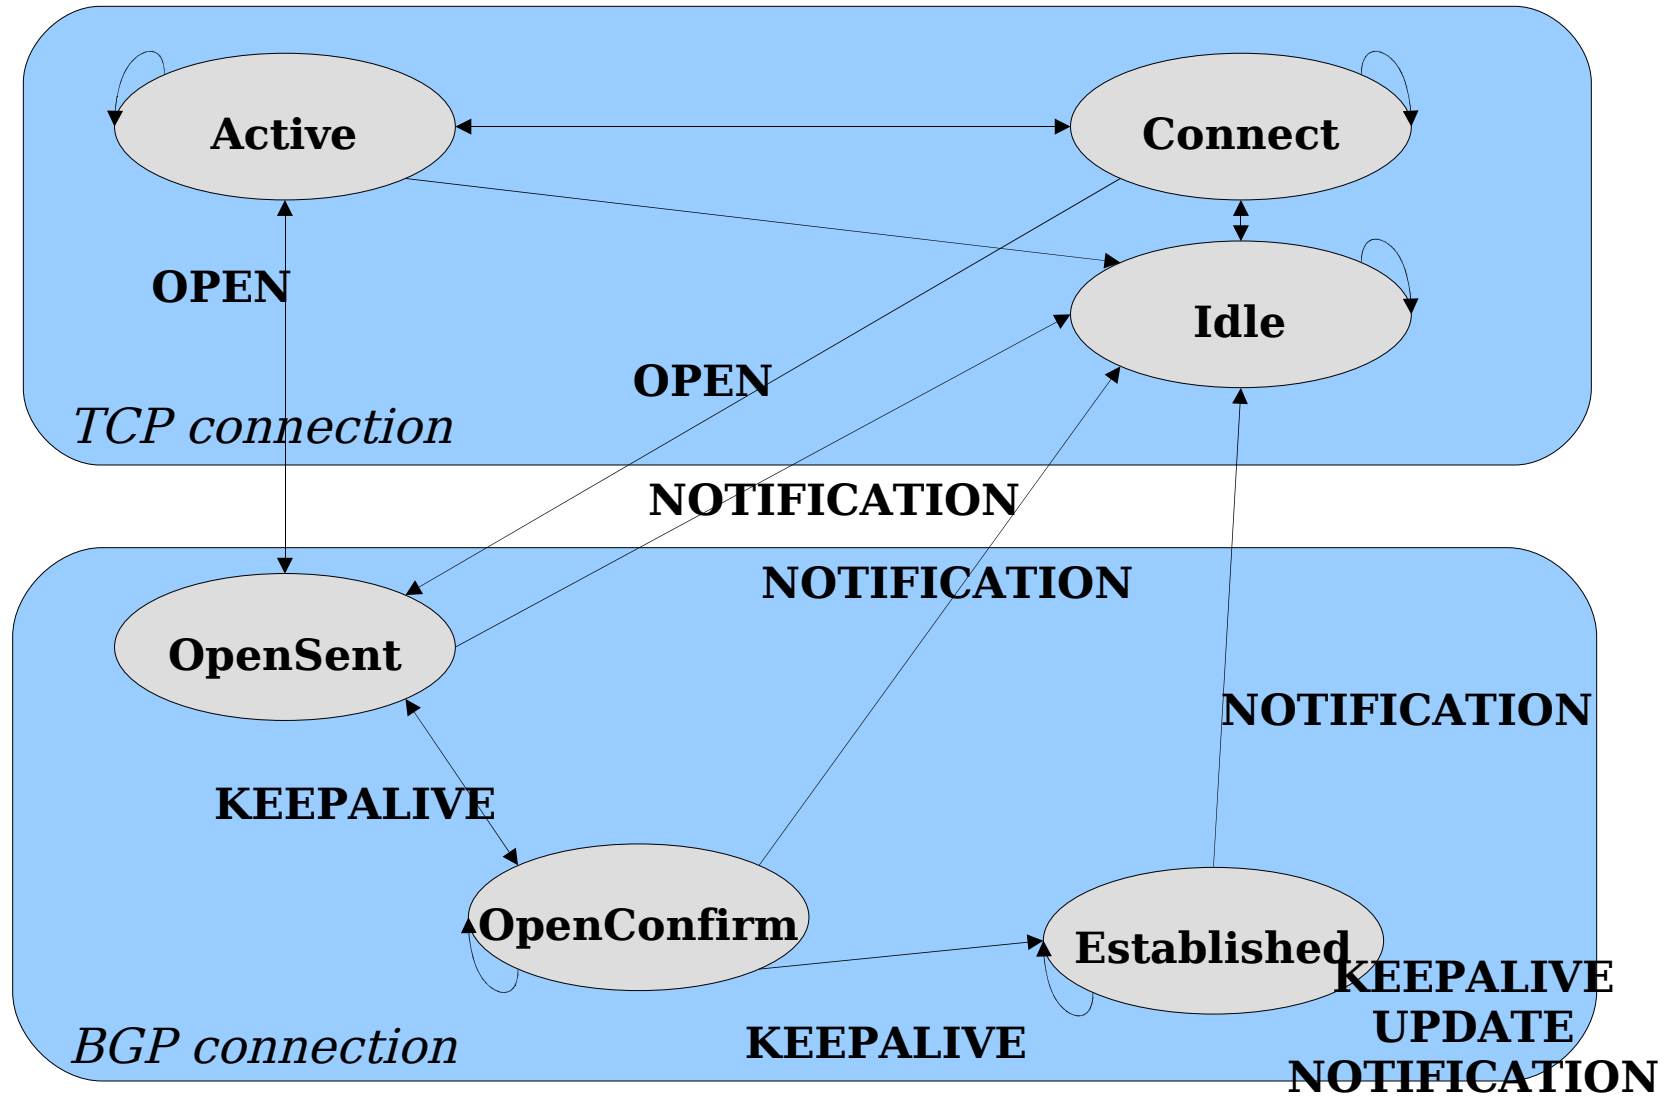 Active
Connect
OPEN
Idle
OPEN
TCP connection
NOTIFICATION
NOTIFICATION
OpenSent
NOTIFICATION
KEEPALIVE
OpenConfirm
Established
KEEPALIVE
UPDATE
NOTIFICATION
KEEPALIVE
BGP connection